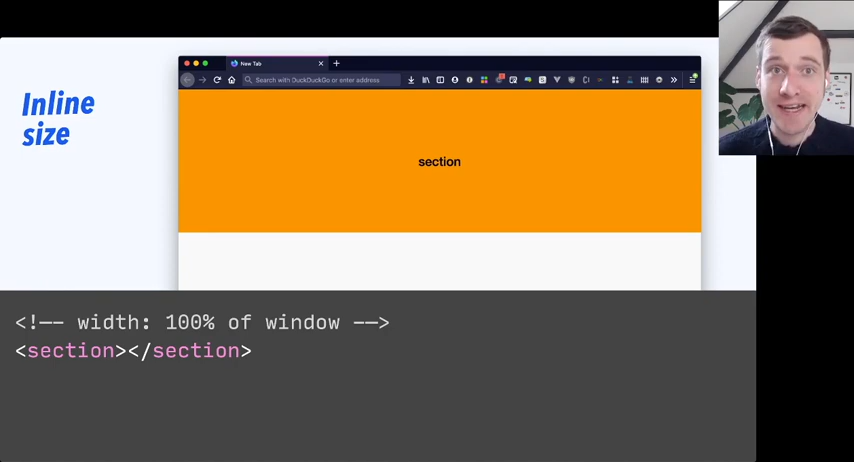 Inline
size
New Tab
Search with DuckDuckGo or enter address
section
<!-- width: 100% of window -->
<section></section>